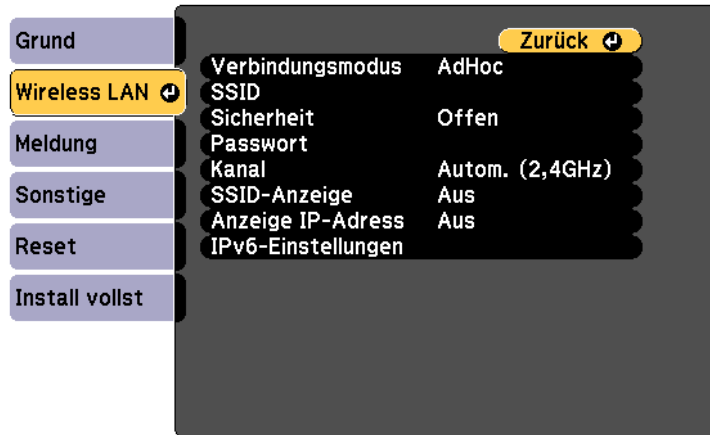 Grund
Wireless LAN
Meldung
Sonstige
Reset
Install vollst
Zurück
Verbindungsmodus AdHoc
SSID
Sicherheit Offen
Passwort
Kanal Autom. (2,4GHz)
SSID-Anzeige Aus
Anzeige IP-Adress Aus
IPv6-Einstellungen